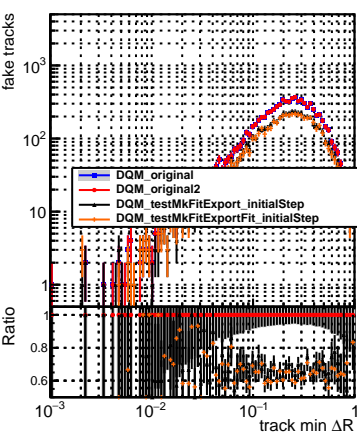 fake tracks
10³
10²
DQM_original
DQM_original2
DQM_testMkFitExport_initialStep
DQM_testMkFitExportFit_initialStep
10
1
Ratio
1
0.8
0.6
10⁻³ 10⁻² 10⁻¹ 1
track min ΔR